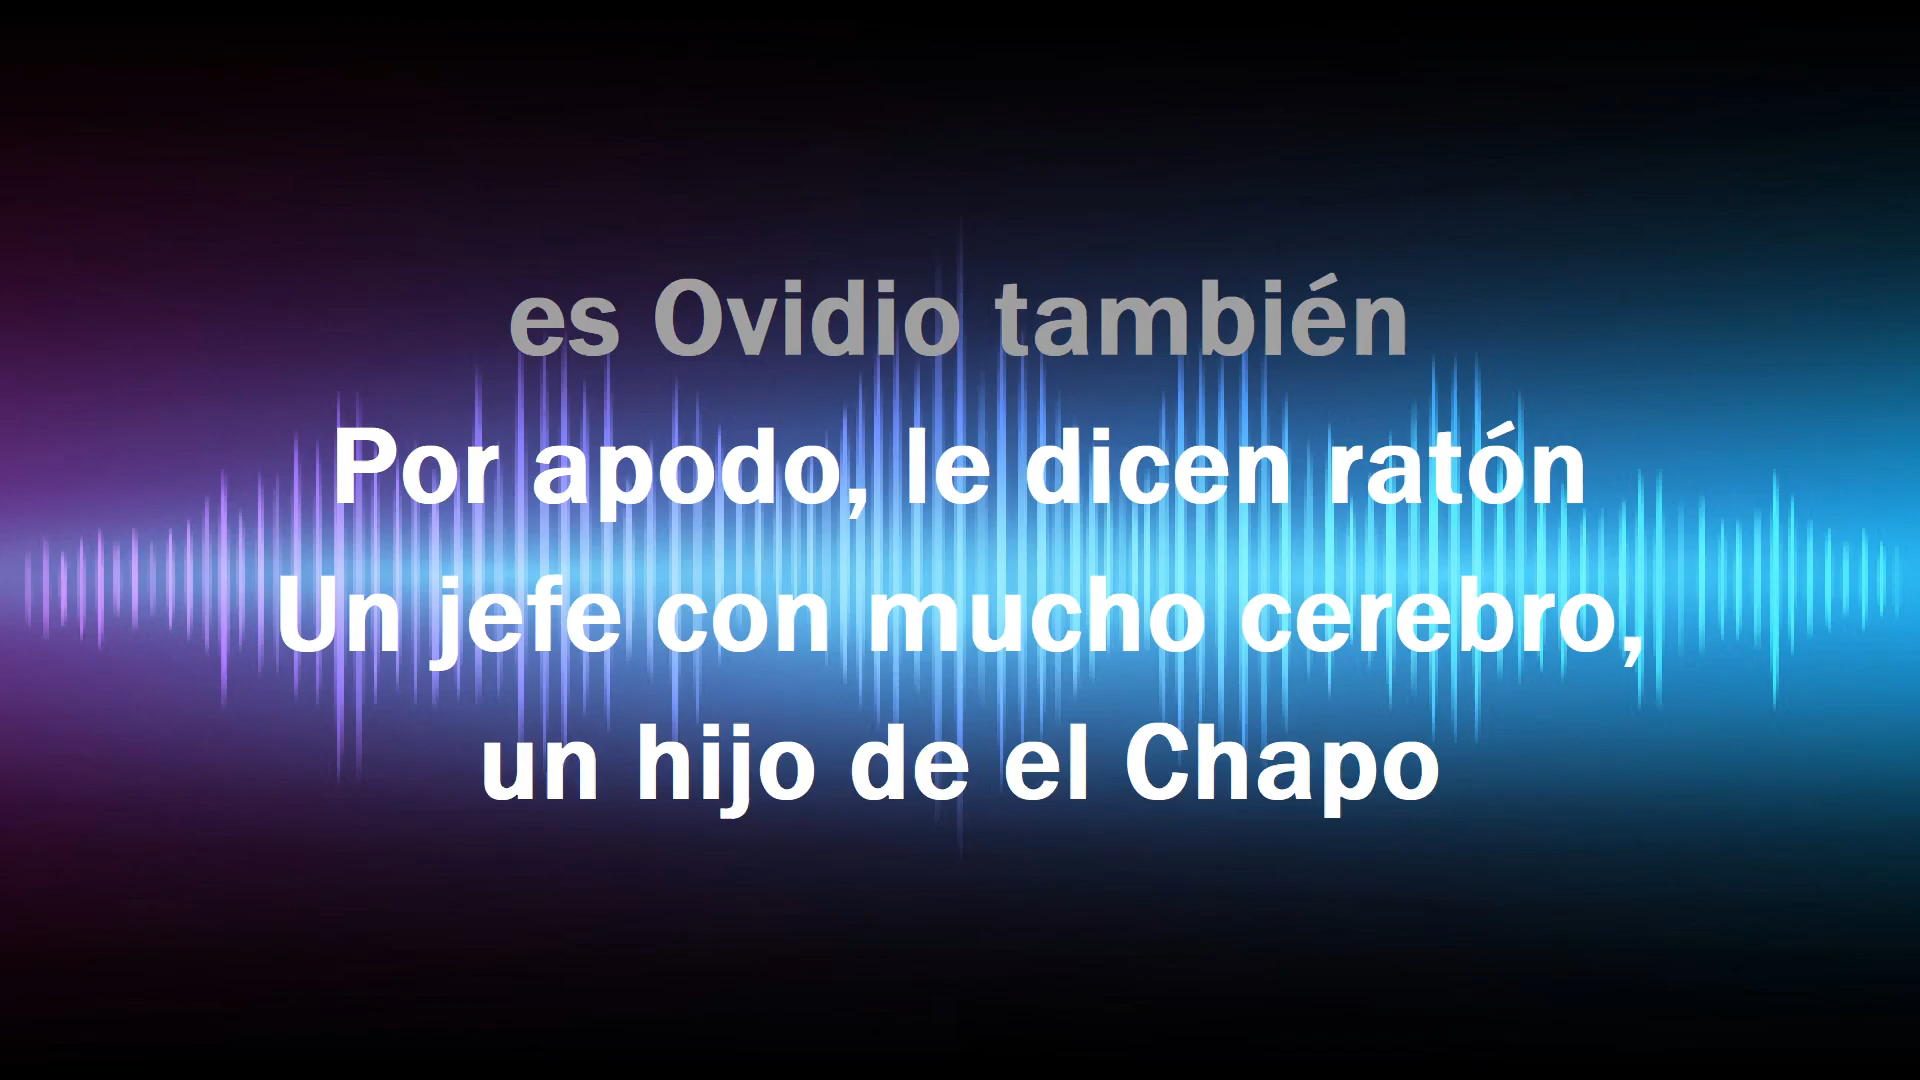 es Ovidio también
Por apodo, le dicen ratón
Un jefe con mucho cerebro,
un hijo de el Chapo